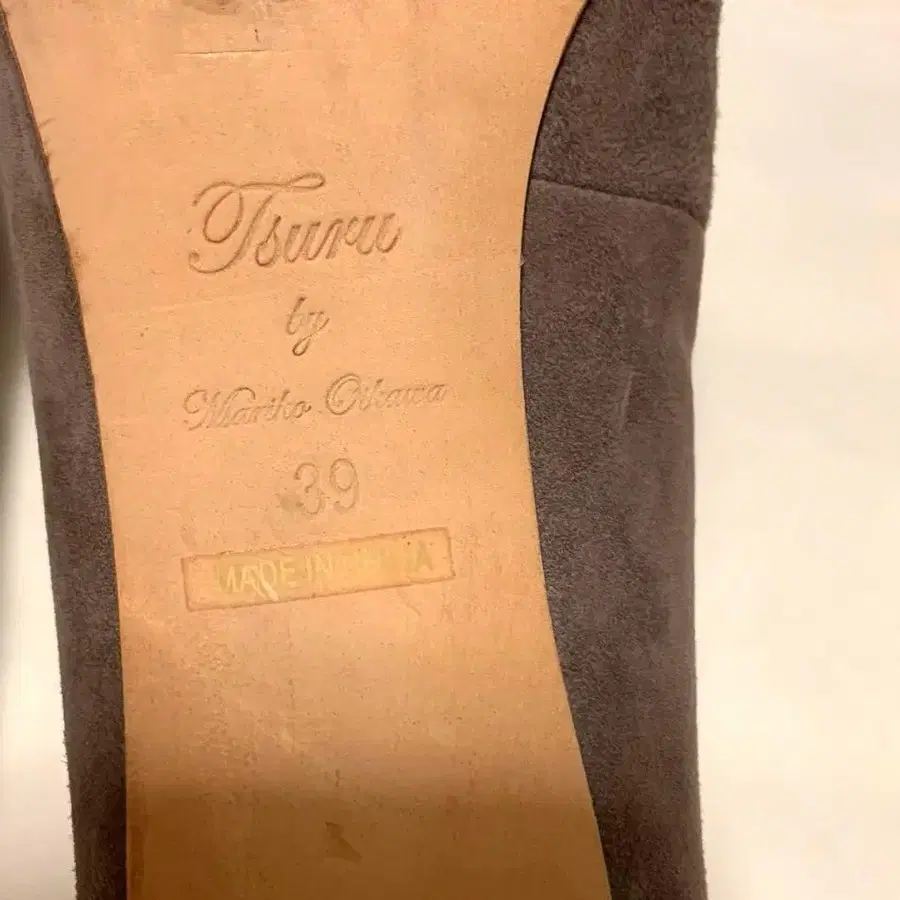 Tsuru
by
Mariko Oikawa
39
MADE IN